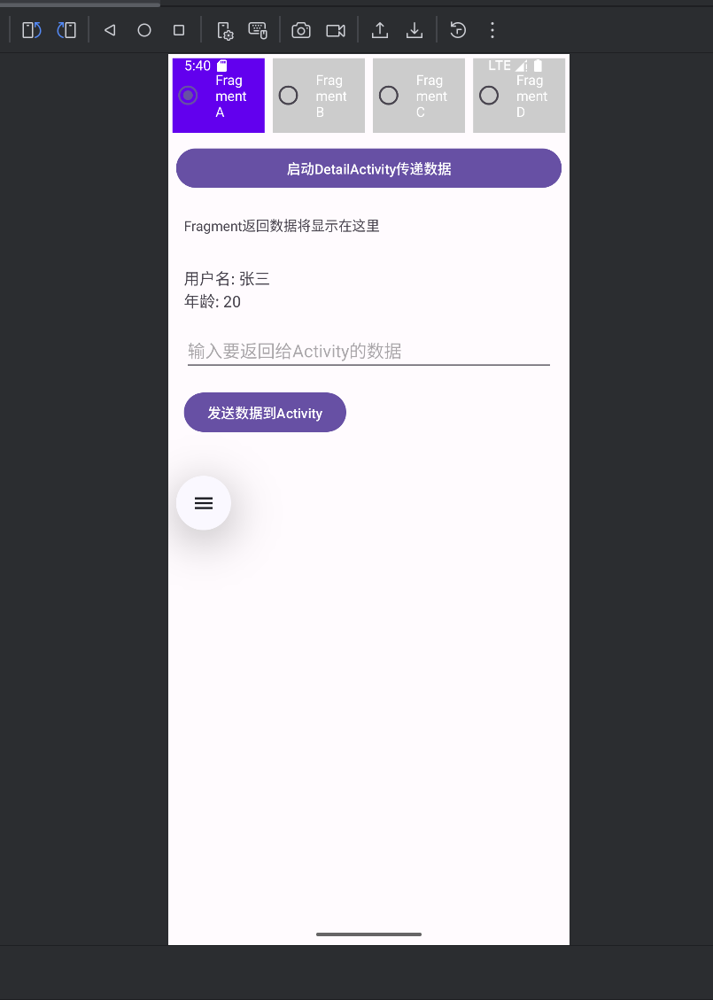 5:40 LTE
Frag
ment
A
Frag
ment
B
Frag
ment
C
Frag
ment
D
启动DetailActivity传递数据
Fragment返回数据将显示在这里
用户名: 张三
年龄: 20
输入要返回给Activity的数据
发送数据到Activity